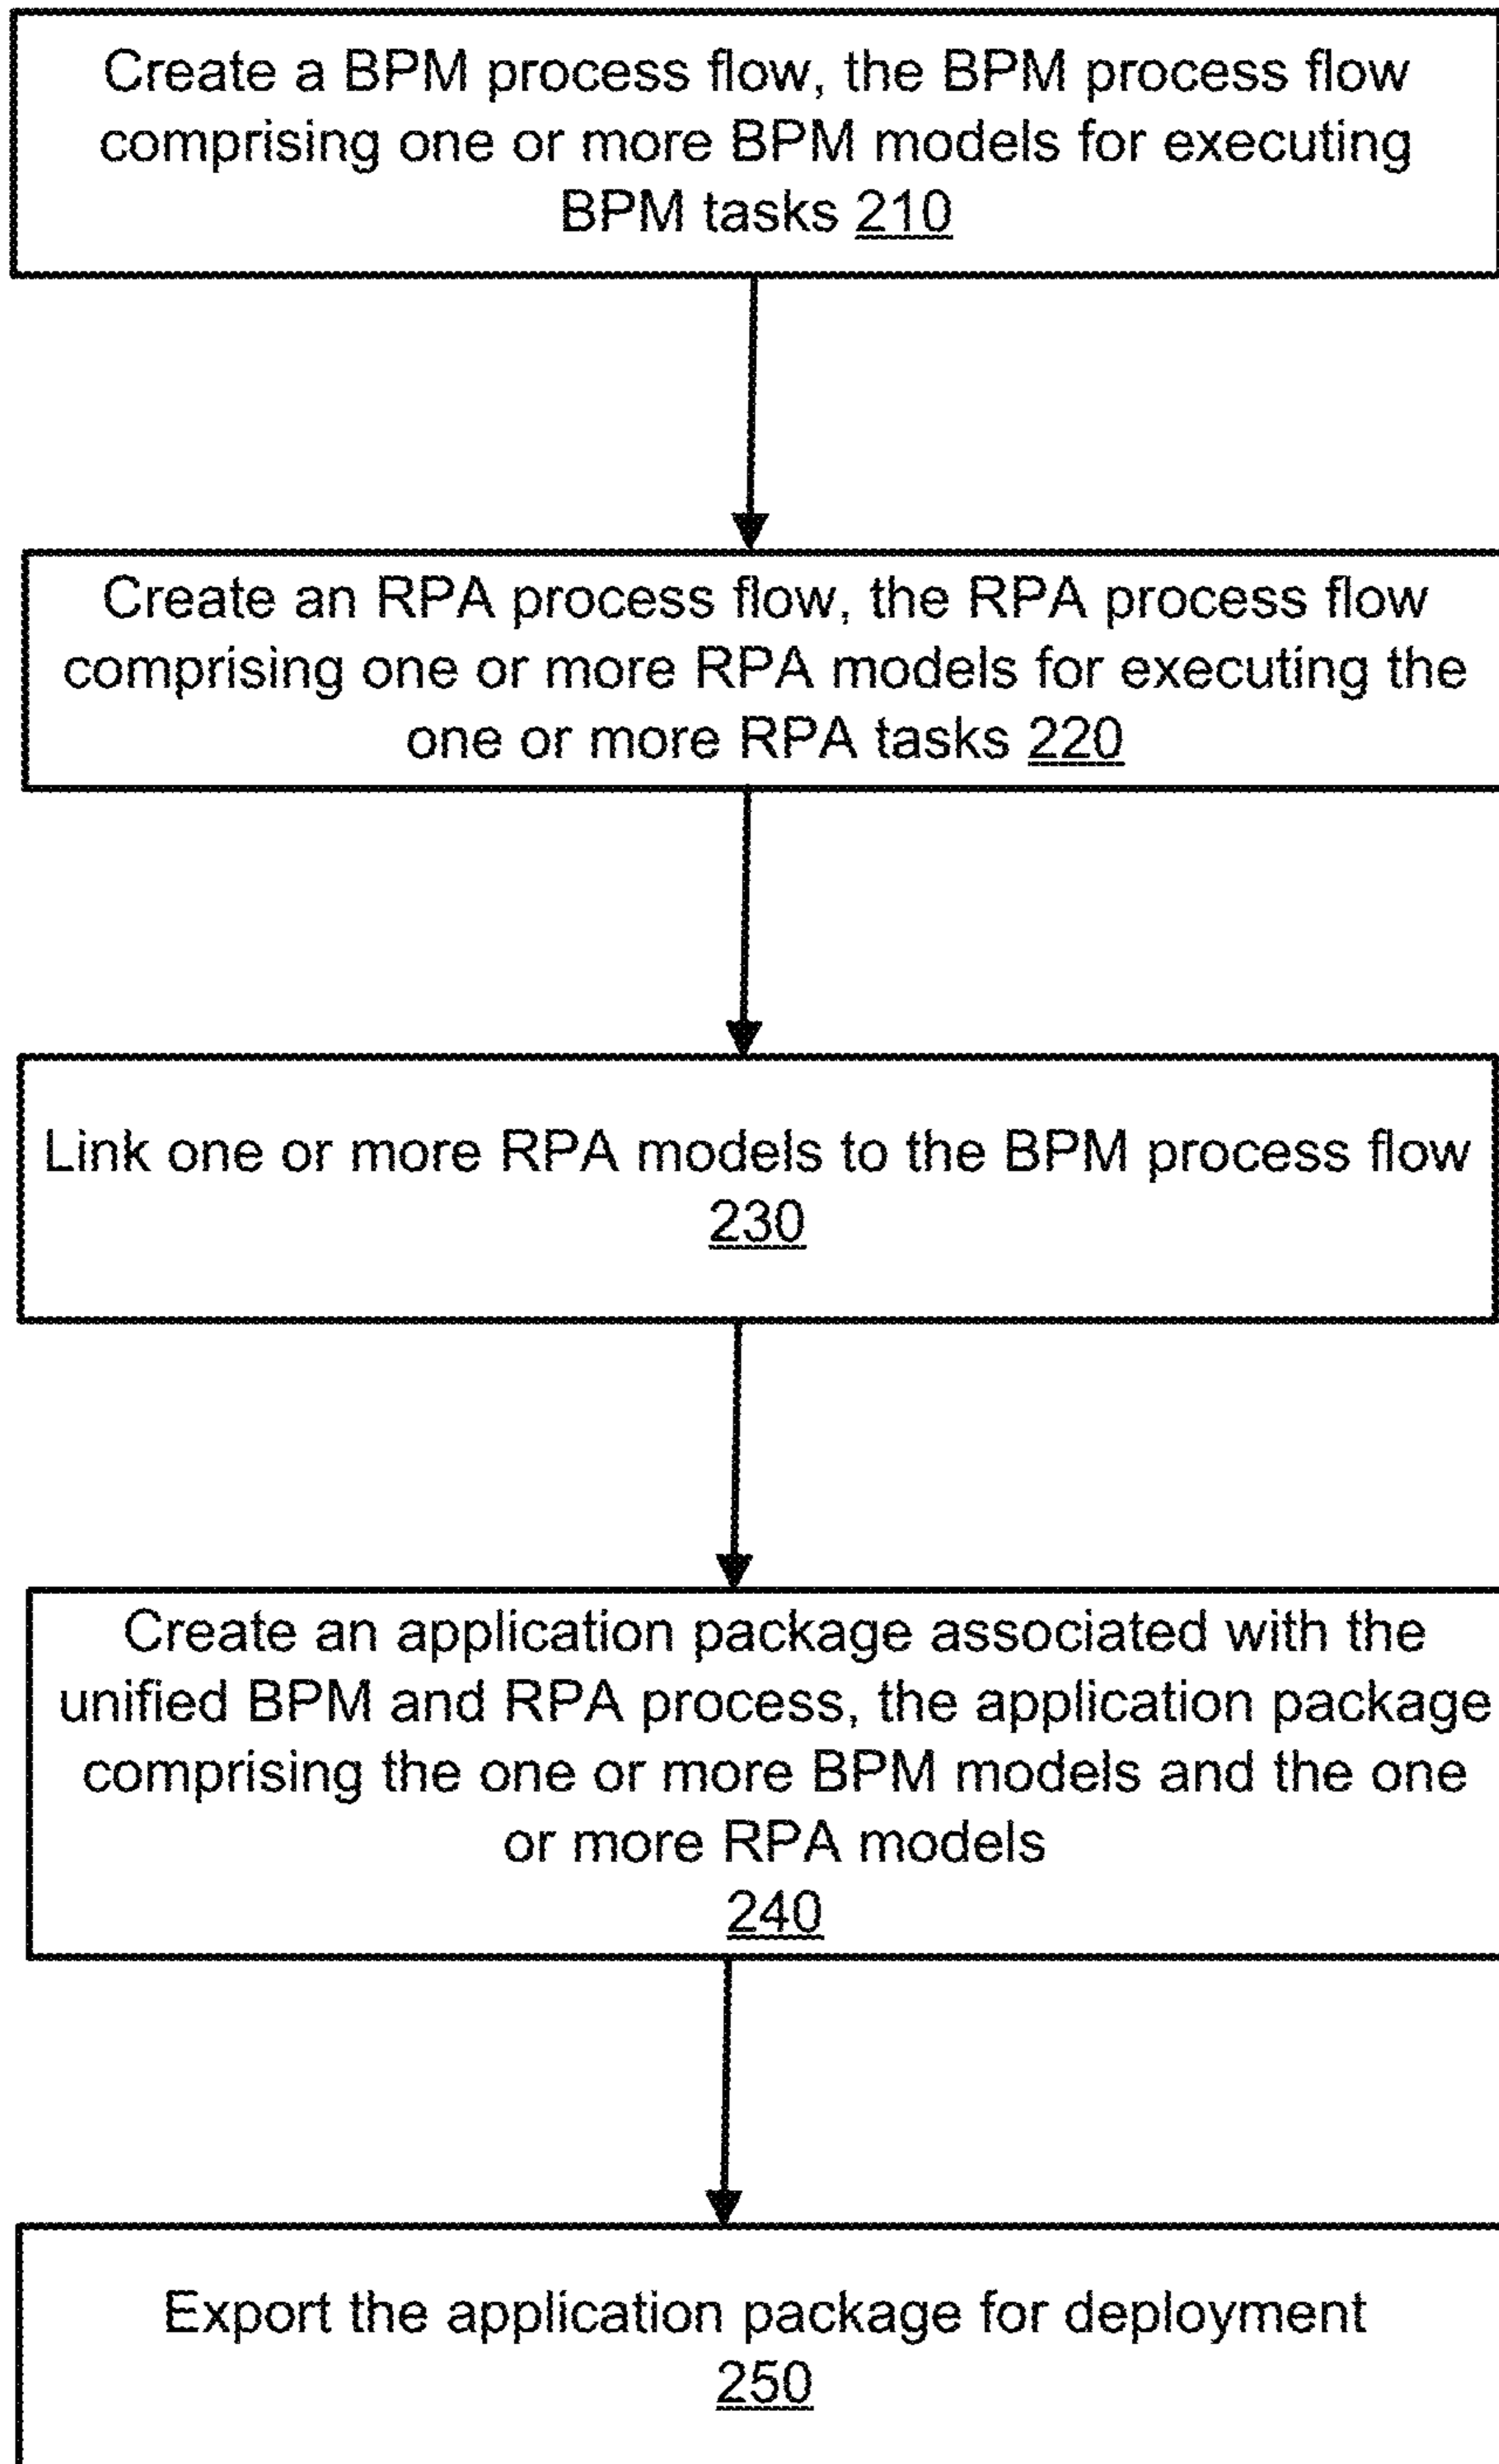 Create a BPM process flow, the BPM process flow
comprising one or more BPM models for executing
BPM tasks 210
Create an RPA process flow, the RPA process flow
comprising one or more RPA models for executing the
one or more RPA tasks 220
Link one or more RPA models to the BPM process flow
230
Create an application package associated with the
unified BPM and RPA process, the application package
comprising the one or more BPM models and the one
or more RPA models
240
Export the application package for deployment
250